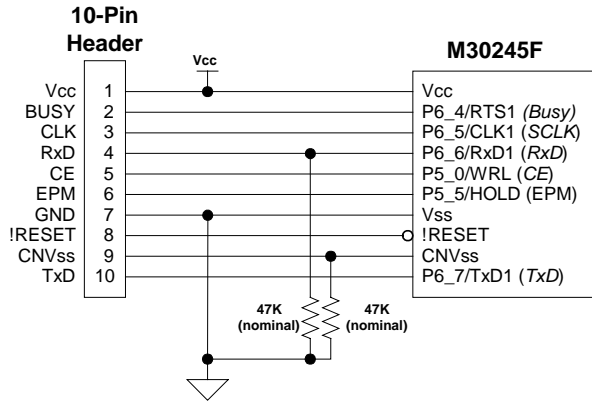 10-Pin
Header
M30245F
Vcc
Vcc 1 Vcc
BUSY 2 P6_4/RTS1 (Busy)
CLK 3 P6_5/CLK1 (SCLK)
RxD 4 P6_6/RxD1 (RxD)
CE 5 P5_0/WRL (CE)
EPM 6 P5_5/HOLD (EPM)
GND 7 Vss
!RESET 8 !RESET
CNVss 9 CNVss
TxD 10 P6_7/TxD1 (TxD)
47K 47K
(nominal) (nominal)